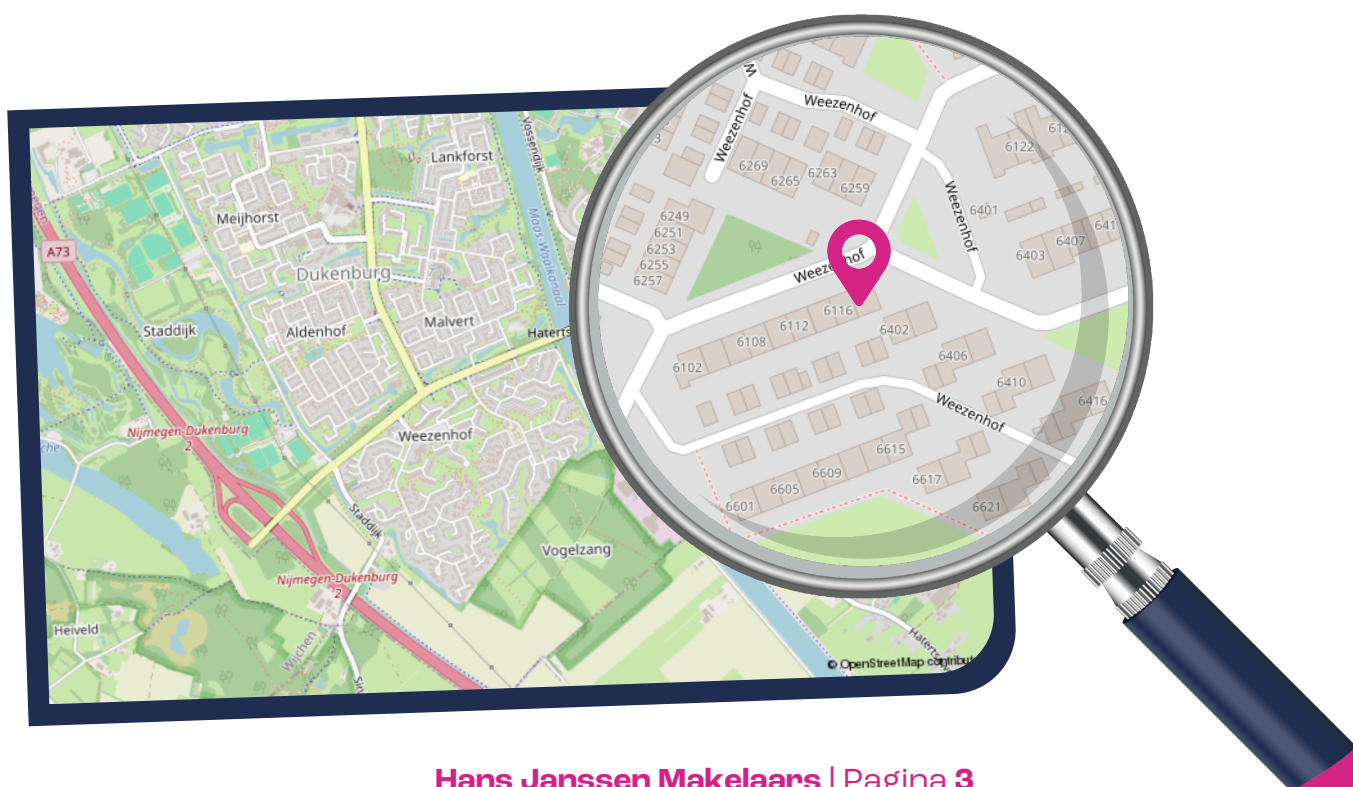 Lankforst
Vossendijk
Meijhorst
Maas-Waalkanaal
A73
Dukenburg
Staddijk
Aldenhof
Malvert
Nijmegen-Dukenburg
2
Weezenhof
Staddijk
Vogelzang
Nijmegen-Dukenburg
2
Heiveld
Wijchen
© OpenStreetMap contribut
Weezenhof
Weezenhof
6122
6269
6265
6263
6259
Weezenhof
6401
6249
6251
6253
6255
6257
6407
6403
Weezenhof
6116
6112
6108
6102
6402
6406
6410
6416
Weezenhof
6615
6609
6605
6601
6617
6621
Hans Janssen Makelaars | Pagina 3